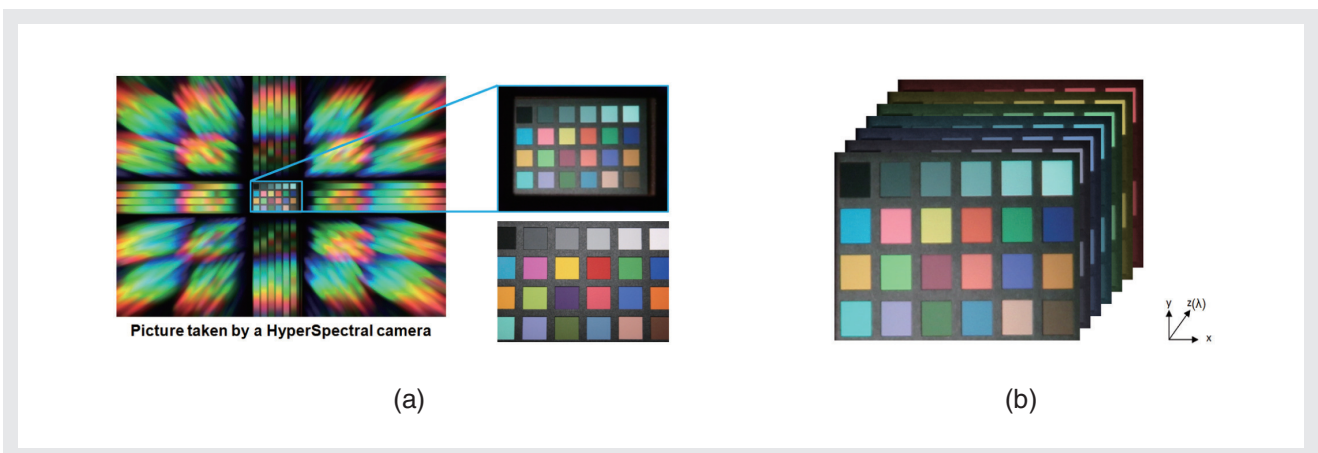 Picture taken by a HyperSpectral camera
(a)
y
z(λ)
x
(b)